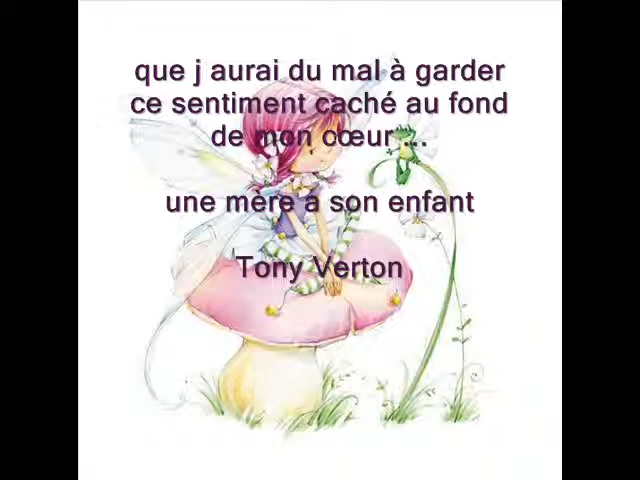 que j aurai du mal à garder
ce sentiment caché au fond
de mon cœur ...
une mère a son enfant
Tony Verton